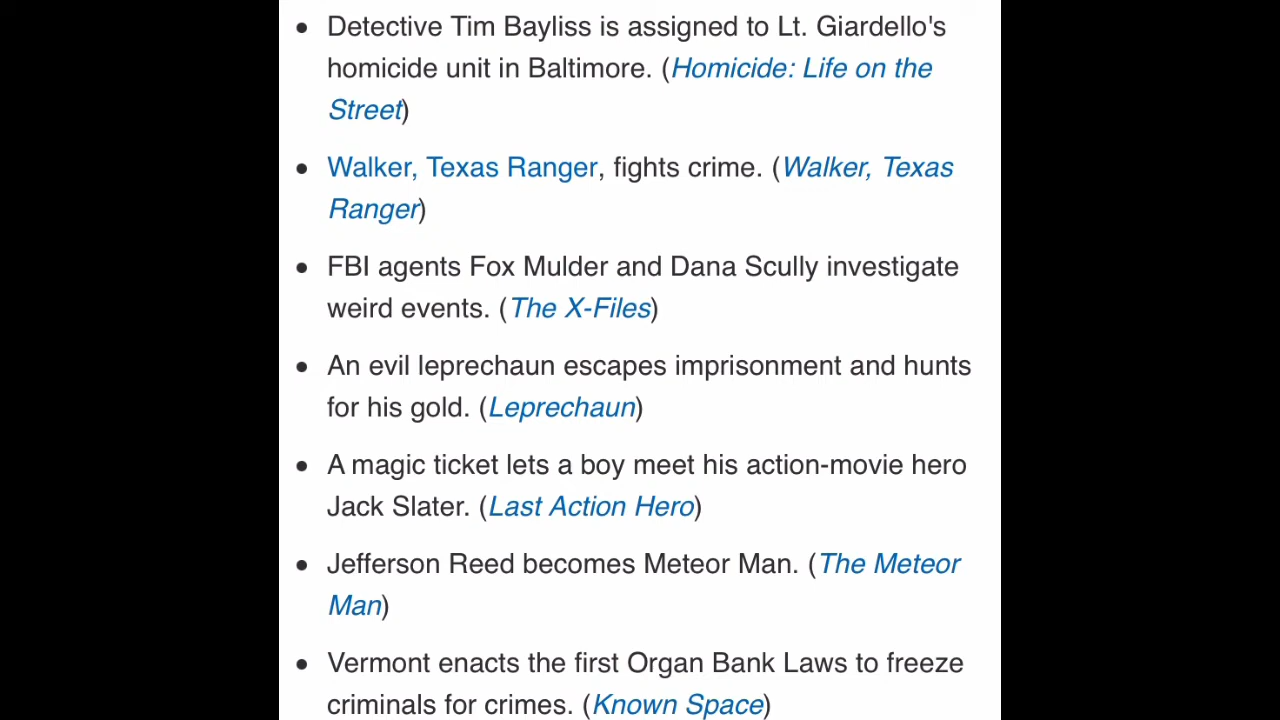 • Detective Tim Bayliss is assigned to Lt. Giardello's
homicide unit in Baltimore. (Homicide: Life on the
Street)
• Walker, Texas Ranger, fights crime. (Walker, Texas
Ranger)
• FBI agents Fox Mulder and Dana Scully investigate
weird events. (The X-Files)
• An evil leprechaun escapes imprisonment and hunts
for his gold. (Leprechaun)
• A magic ticket lets a boy meet his action-movie hero
Jack Slater. (Last Action Hero)
• Jefferson Reed becomes Meteor Man. (The Meteor
Man)
• Vermont enacts the first Organ Bank Laws to freeze
criminals for crimes. (Known Space)